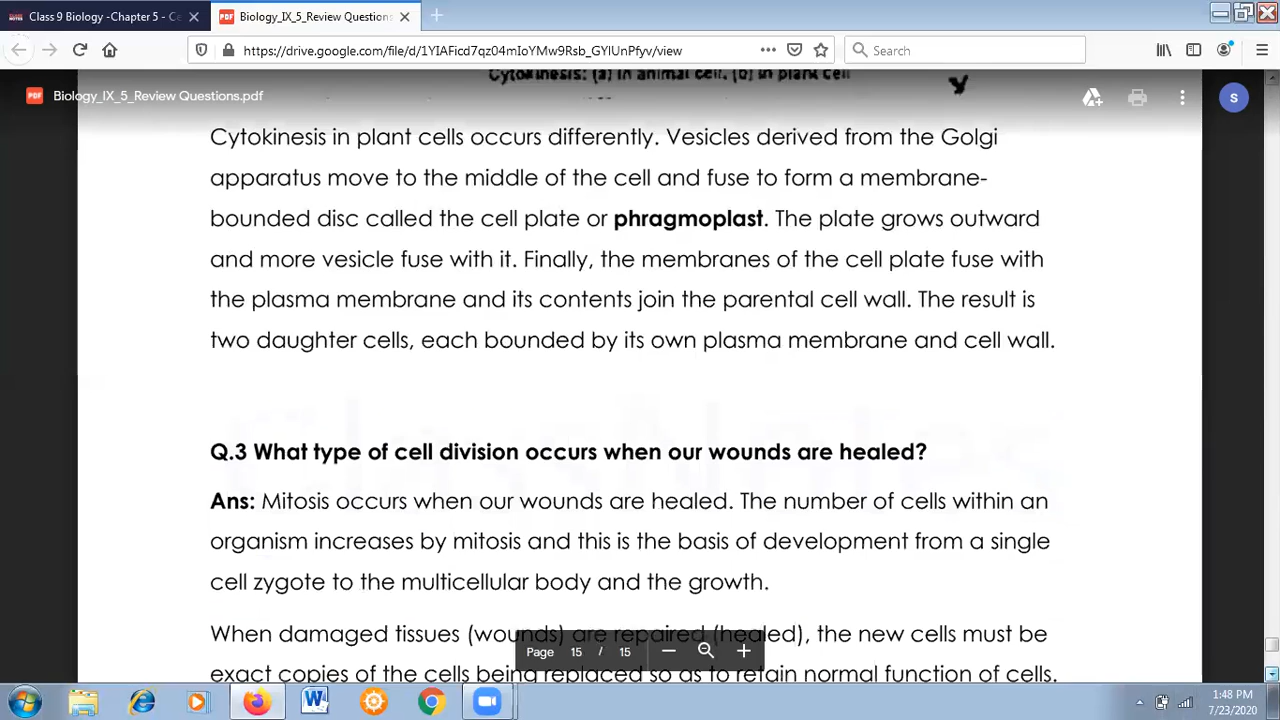 Class 9 Biology -Chapter 5 - Ce
Biology_IX_5_Review Questions
https://drive.google.com/file/d/1YIAFicd7qz04mIoYMw9Rsb_GYlUnPfyv/view
Search
Cytokinesis: (a) in animal cell, (b) in plant cell
Biology_IX_5_Review Questions.pdf
S
Cytokinesis in plant cells occurs differently. Vesicles derived from the Golgi
apparatus move to the middle of the cell and fuse to form a membrane-
bounded disc called the cell plate or phragmoplast. The plate grows outward
and more vesicle fuse with it. Finally, the membranes of the cell plate fuse with
the plasma membrane and its contents join the parental cell wall. The result is
two daughter cells, each bounded by its own plasma membrane and cell wall.
ClassNotes
Q.3 What type of cell division occurs when our wounds are healed?
Ans: Mitosis occurs when our wounds are healed. The number of cells within an
organism increases by mitosis and this is the basis of development from a single
cell zygote to the multicellular body and the growth.
When damaged tissues (wounds) are repaired (healed), the new cells must be
exact copies of the cells being replaced so as to retain normal function of cells.
Page 15 / 15
1:48 PM
7/23/2020